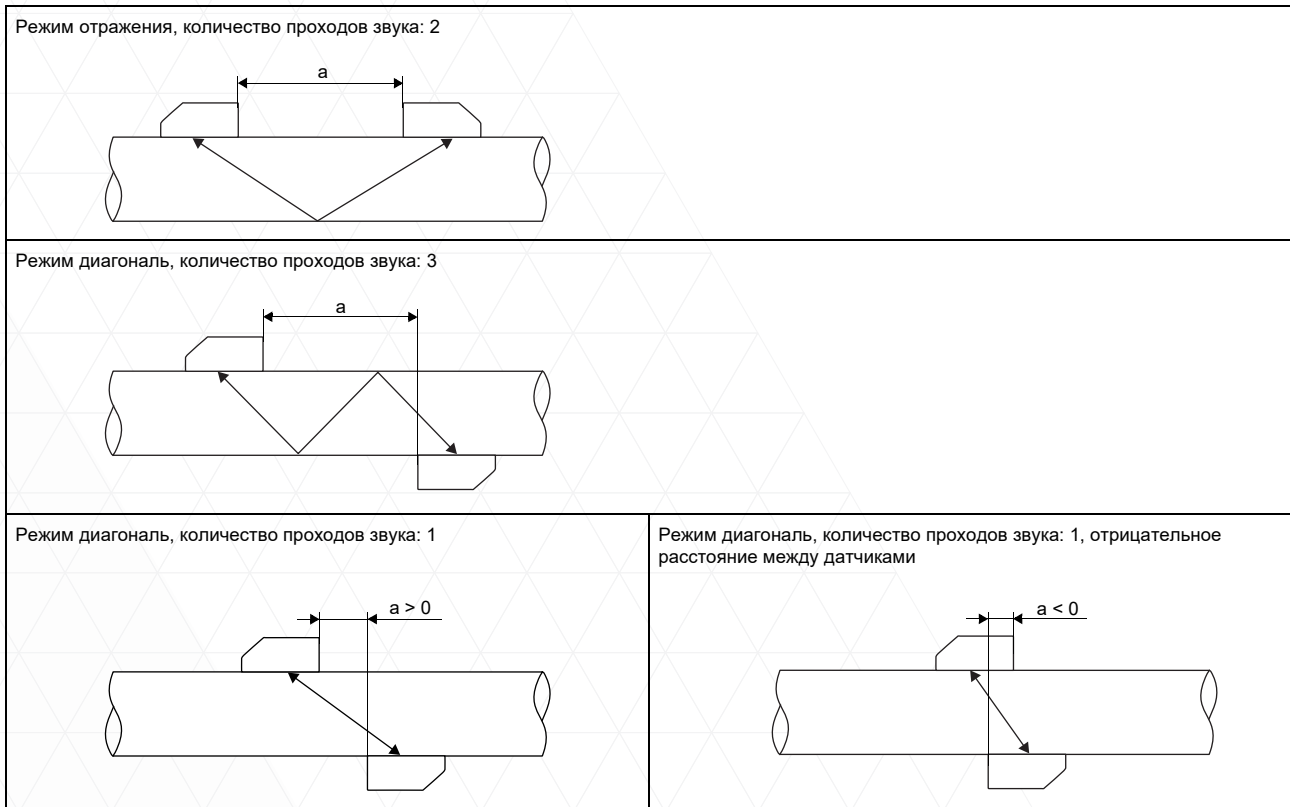 Режим отражения, количество проходов звука: 2
a
Режим диагональ, количество проходов звука: 3
a
Режим диагональ, количество проходов звука: 1
a > 0
Режим диагональ, количество проходов звука: 1, отрицательное
расстояние между датчиками
a < 0